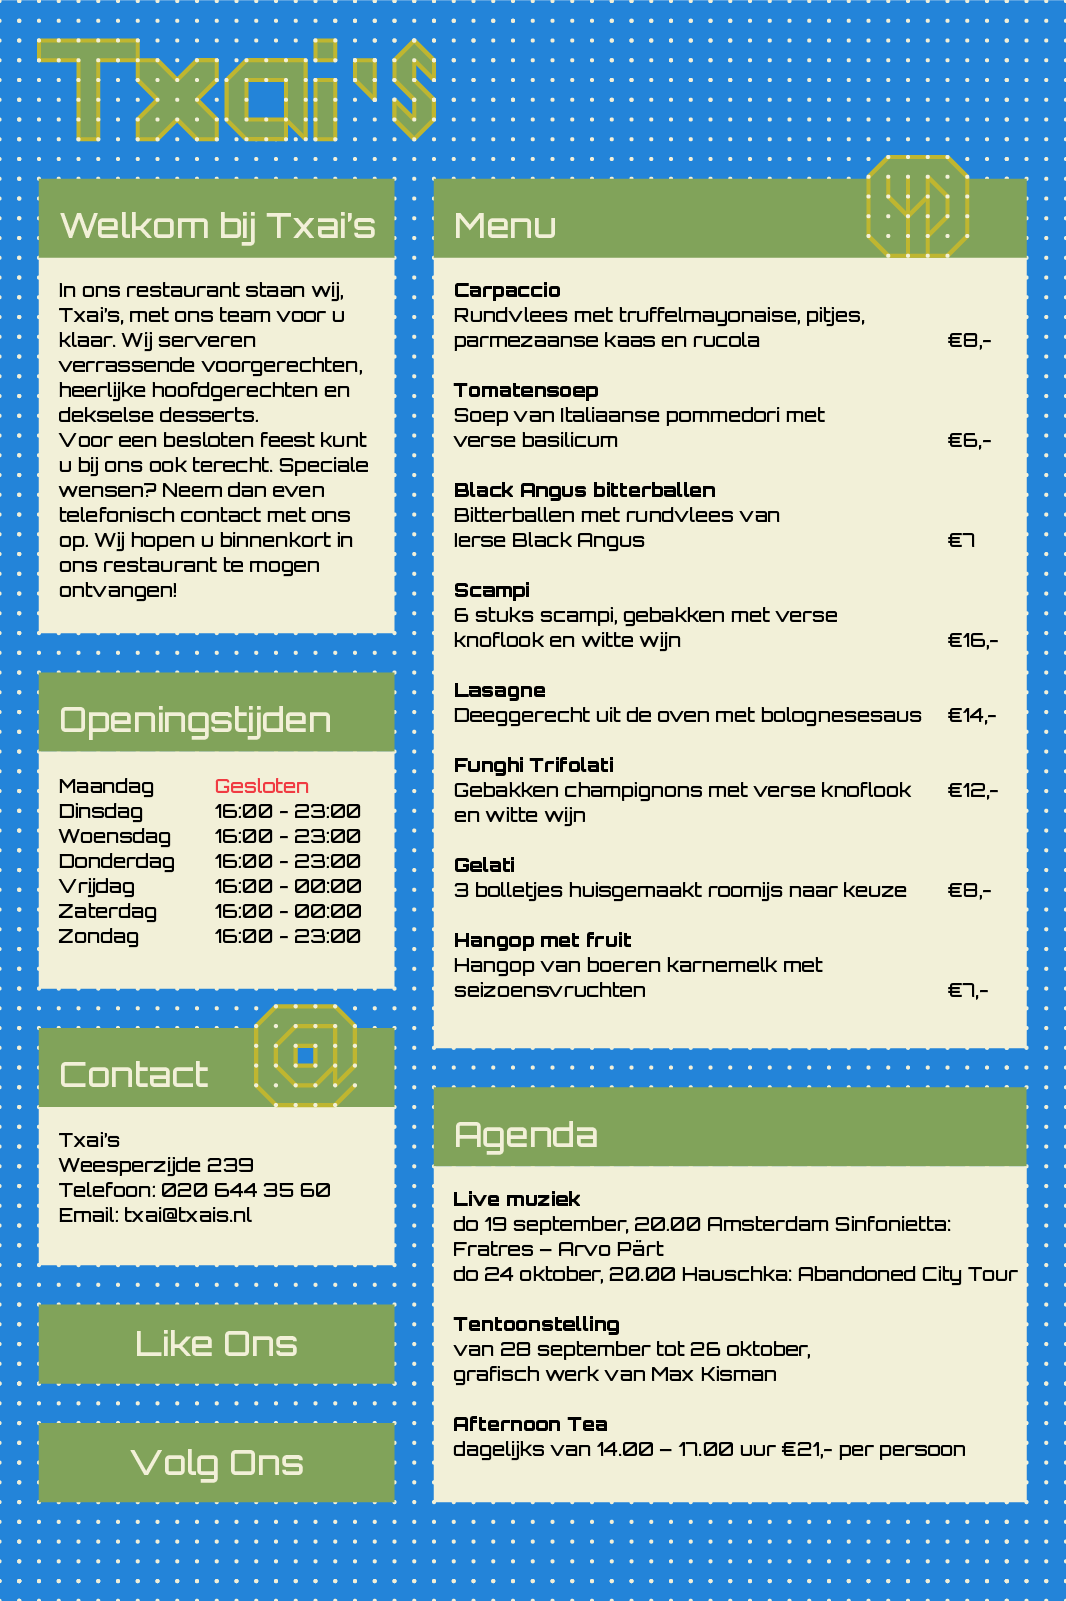 Txai's
Welkom bij Txai's
In ons restaurant staan wij,
Txai's, met ons team voor u
klaar. Wij serveren
verrassende voorgerechten,
heerlijke hoofdgerechten en
dekselse desserts.
Voor een besloten feest kunt
u bij ons ook terecht. Speciale
wensen? Neem dan even
telefonisch contact met ons
op. Wij hopen u binnenkort in
ons restaurant te mogen
ontvangen!
Openingstijden
Maandag Gesloten
Dinsdag 16:00 - 23:00
Woensdag 16:00 - 23:00
Donderdag 16:00 - 23:00
Vrijdag 16:00 - 00:00
Zaterdag 16:00 - 00:00
Zondag 16:00 - 23:00
Contact @
Txai's
Weesperzijde 239
Telefoon: 020 644 35 60
Email: txai@txais.nl
Like Ons
Volg Ons
Menu
Carpaccio
Rundvlees met truffelmayonaise, pitjes,
parmezaanse kaas en rucola €8,-
Tomatensoep
Soep van Italiaanse pommedori met
verse basilicum €6,-
Black Angus bitterballen
Bitterballen met rundvlees van
Ierse Black Angus €7
Scampi
6 stuks scampi, gebakken met verse
knoflook en witte wijn €16,-
Lasagne
Deeggerecht uit de oven met bolognesesaus €14,-
Funghi Trifolati
Gebakken champignons met verse knoflook €12,-
en witte wijn
Gelati
3 bolletjes huisgemaakt roomijs naar keuze €8,-
Hangop met fruit
Hangop van boeren karnemelk met
seizoensvruchten €7,-
Agenda
Live muziek
do 19 september, 20.00 Amsterdam Sinfonietta:
Fratres – Arvo Pärt
do 24 oktober, 20.00 Hauschka: Abandoned City Tour
Tentoonstelling
van 28 september tot 26 oktober,
grafisch werk van Max Kisman
Afternoon Tea
dagelijks van 14.00 – 17.00 uur €21,- per persoon